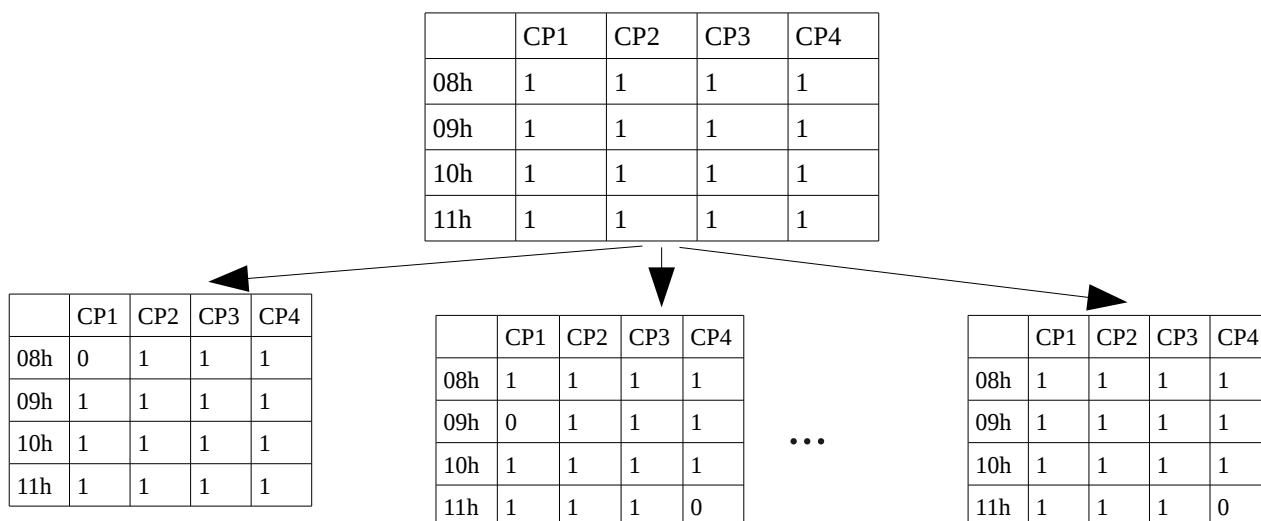 CP1 CP2 CP3 CP4
08h 1 1 1 1
09h 1 1 1 1
10h 1 1 1 1
11h 1 1 1 1
CP1 CP2 CP3 CP4
08h 0 1 1 1
09h 1 1 1 1
10h 1 1 1 1
11h 1 1 1 1
CP1 CP2 CP3 CP4
08h 1 1 1 1
09h 0 1 1 1
10h 1 1 1 1
11h 1 1 1 0
...
CP1 CP2 CP3 CP4
08h 1 1 1 1
09h 1 1 1 1
10h 1 1 1 1
11h 1 1 1 0